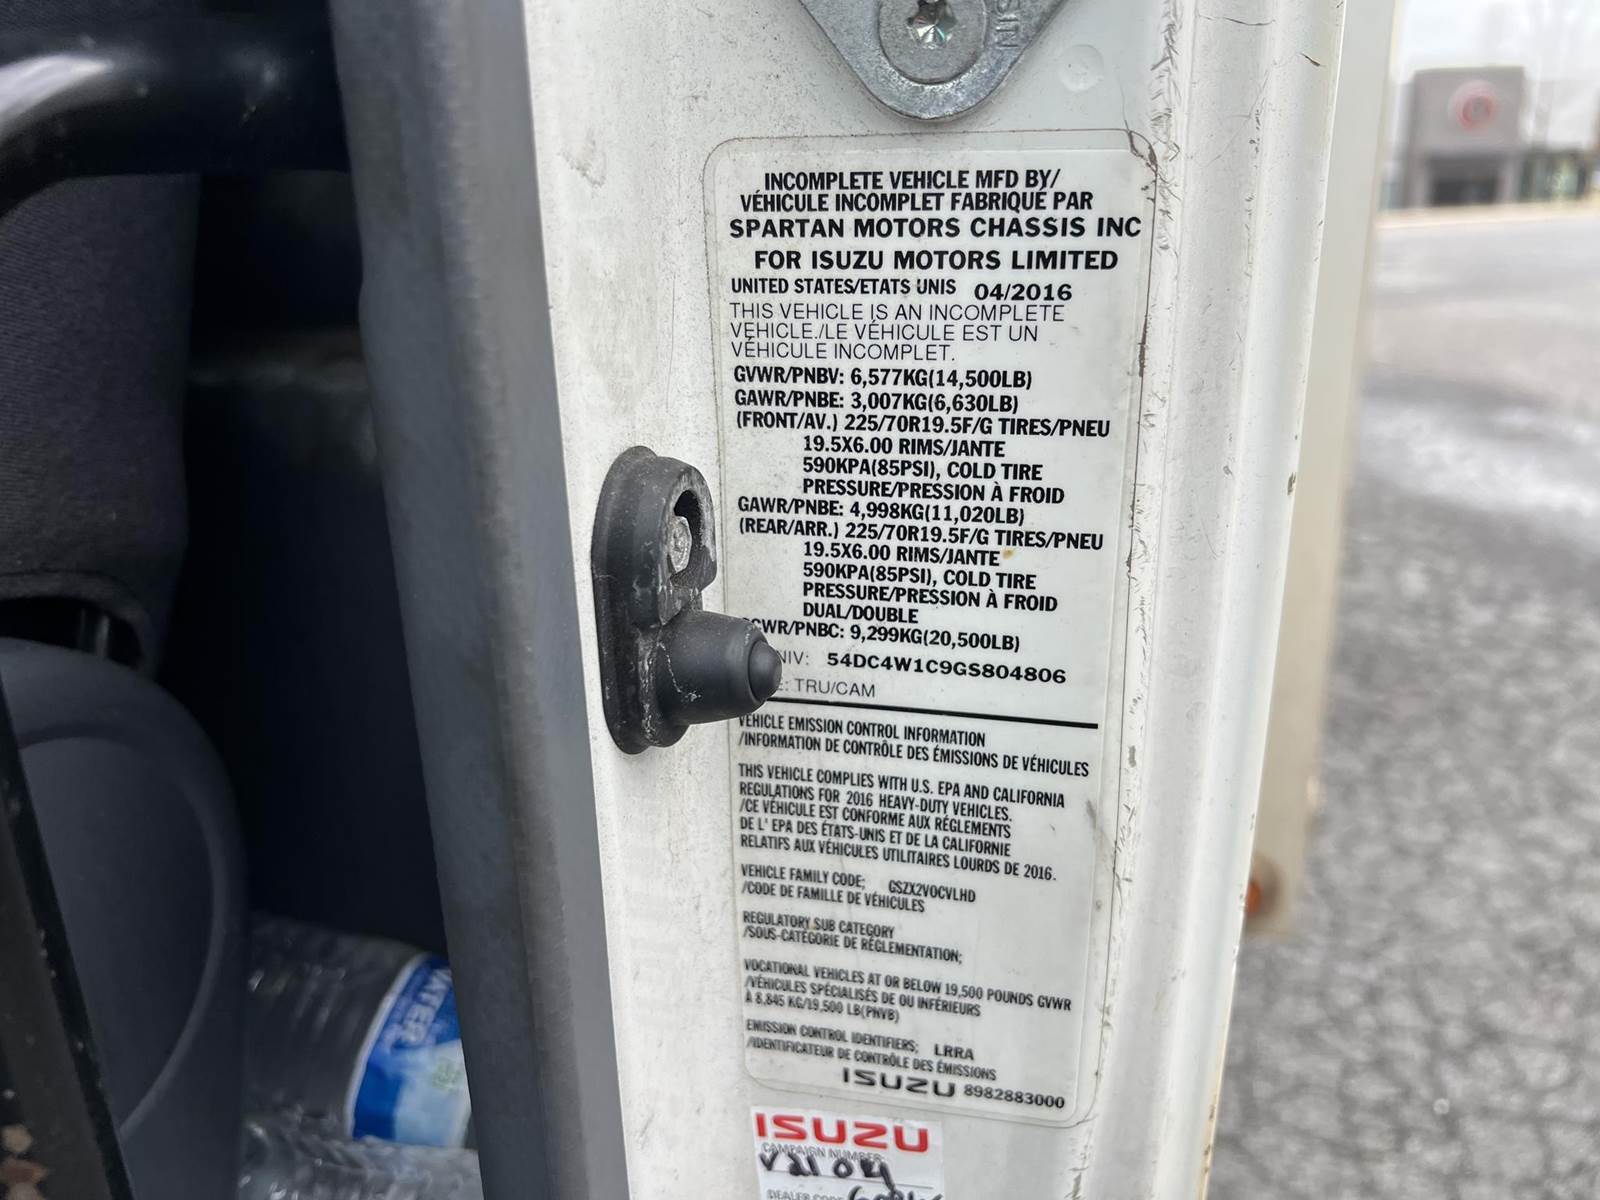 INCOMPLETE VEHICLE MFD BY/
VÉHICULE INCOMPLET FABRIQUÉ PAR
SPARTAN MOTORS CHASSIS INC
FOR ISUZU MOTORS LIMITED
UNITED STATES/ETATS UNIS 04/2016
THIS VEHICLE IS AN INCOMPLETE
VEHICLE./LE VÉHICULE EST UN
VÉHICULE INCOMPLET.
GVWR/PNBV: 6,577KG(14,500LB)
GAWR/PNBE: 3,007KG(6,630LB)
(FRONT/AV.) 225/70R19.5F/G TIRES/PNEU
19.5X6.00 RIMS/JANTE
590KPA(85PSI), COLD TIRE
PRESSURE/PRESSION À FROID
GAWR/PNBE: 4,998KG(11,020LB)
(REAR/ARR.) 225/70R19.5F/G TIRES/PNEU
19.5X6.00 RIMS/JANTE
590KPA(85PSI), COLD TIRE
PRESSURE/PRESSION À FROID
DUAL/DOUBLE
CWR/PNBC: 9,299KG(20,500LB)
NIV: 54DC4W1C9GS804806
: TRU/CAM
VEHICLE EMISSION CONTROL INFORMATION
/INFORMATION DE CONTRÔLE DES ÉMISSIONS DE VÉHICULES
THIS VEHICLE COMPLIES WITH U.S. EPA AND CALIFORNIA
REGULATIONS FOR 2016 HEAVY-DUTY VEHICLES.
/CE VÉHICULE EST CONFORME AUX RÉGLEMENTS
DE L' EPA DES ÉTATS-UNIS ET DE LA CALIFORNIE
RELATIFS AUX VÉHICULES UTILITAIRES LOURDS DE 2016.
VEHICLE FAMILY CODE; GSZX2VOCVLHD
/CODE DE FAMILLE DE VÉHICULES
REGULATORY SUB CATEGORY
/SOUS-CATÉGORIE DE RÉGLEMENTATION;
VOCATIONAL VEHICLES AT OR BELOW 19,500 POUNDS GVWR
/VÉHICULES SPÉCIALISÉS DE OU INFÉRIEURS
À 8,845 KG/19,500 LB(PNVB)
EMISSION CONTROL IDENTIFIERS; LRRA
/IDENTIFICATEUR DE CONTRÔLE DES ÉMISSIONS
ISUZU 8982883000
ISUZU
CAMPAIGN NUMBER
DEALER CODE
WATER